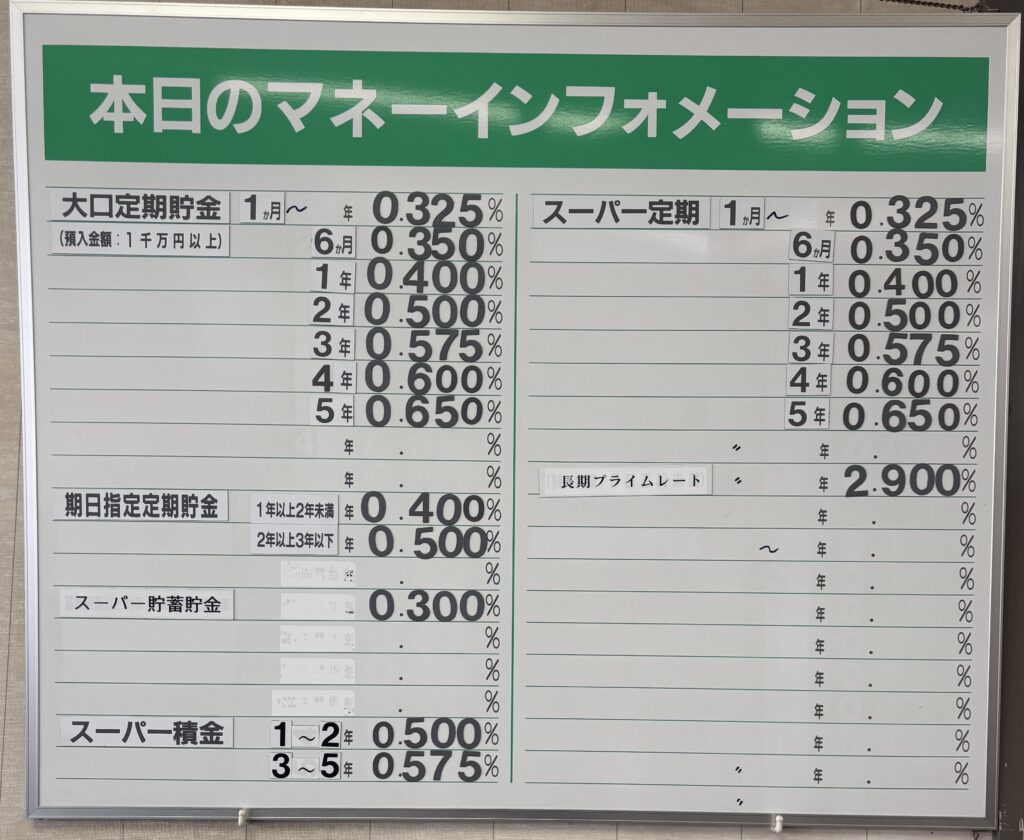 本日のマネーインフォメーション
大口定期貯金 1ヵ月～ 年 0.325%
(預入金額:1千万円以上) 6ヵ月 0.350%
1年 0.400%
2年 0.500%
3年 0.575%
4年 0.600%
5年 0.650%
年 . %
年 . %
期日指定定期貯金 1年以上2年未満 年 0.400%
2年以上3年以下 年 0.500%
. %
スーパー貯蓄貯金 0.300%
. %
. %
. %
スーパー積金 1～2年 0.500%
3～5年 0.575%
スーパー定期 1ヵ月～ 年 0.325%
6ヵ月 0.350%
1年 0.400%
2年 0.500%
3年 0.575%
4年 0.600%
5年 0.650%
〃 年 . %
長期プライムレート 〃 年 2.900%
年 . %
～ 年 . %
年 . %
年 . %
年 . %
年 . %
年 . %
年 . %
〃 年 . %
〃